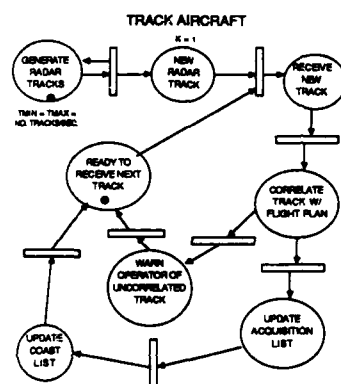 TRACK AIRCRAFT
K = 1
GENERATE
RADAR
TRACKS
NEW
RADAR
TRACK
RECEIVE
NEW
TRACK
TMIN = TMAX =
NO. TRACKS/SEC.
READY TO
RECEIVE NEXT
TRACK
CORRELATE
TRACK W/
FLIGHT PLAN
WARN
OPERATOR OF
UNCORRELATED
TRACK
UPDATE
COAST
LIST
UPDATE
ACQUISITION
LIST